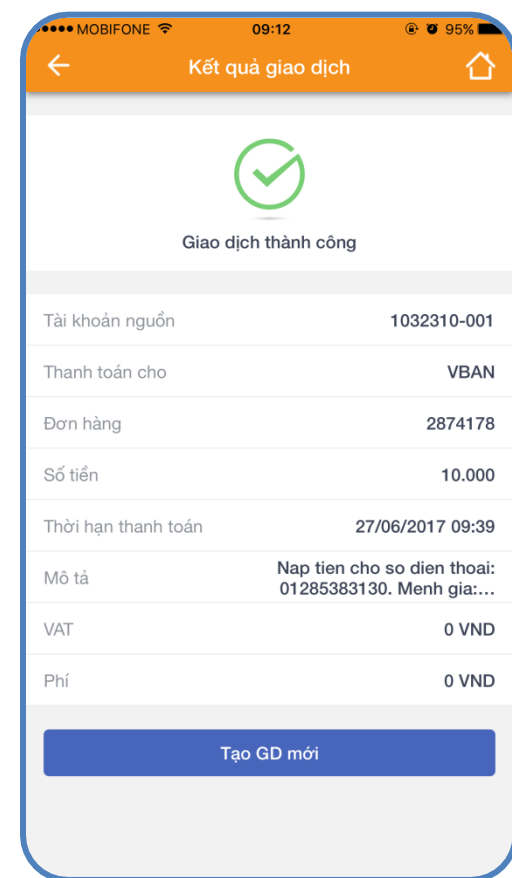 MOBIFONE 09:12 95%
Kết quả giao dịch
Giao dịch thành công
Tài khoản nguồn 1032310-001
Thanh toán cho VBAN
Đơn hàng 2874178
Số tiền 10.000
Thời hạn thanh toán 27/06/2017 09:39
Mô tả Nap tien cho so dien thoai:
01285383130. Menh gia:...
VAT 0 VND
Phí 0 VND
Tạo GD mới